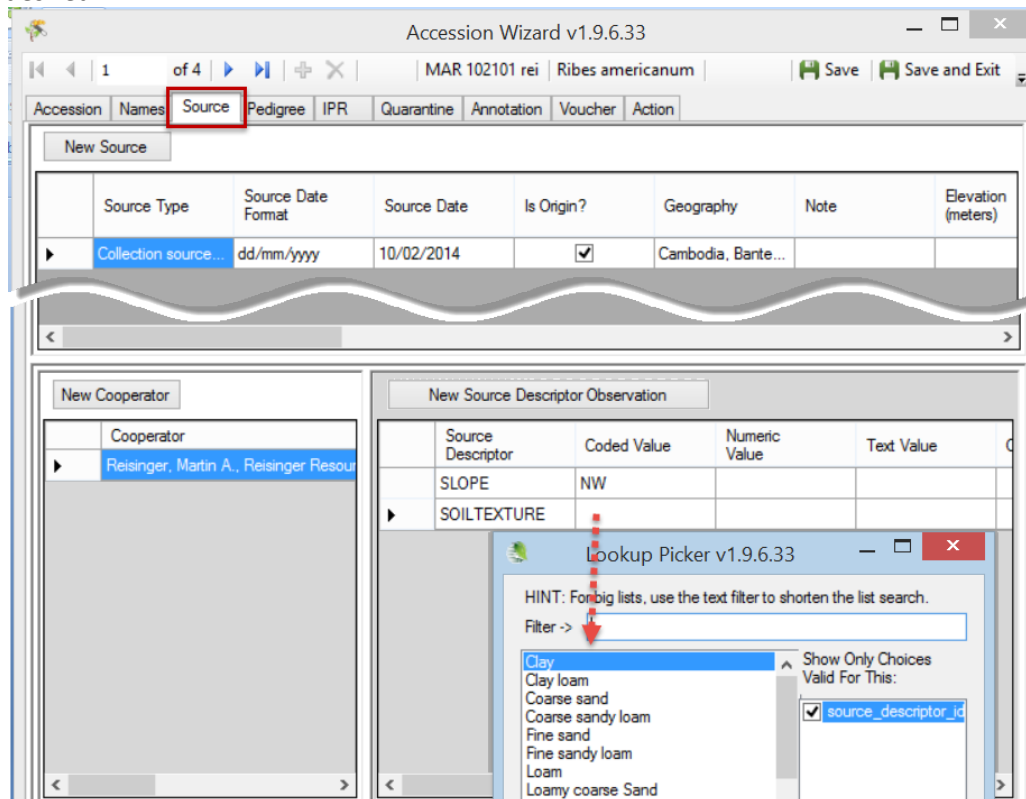 Accession Wizard v1.9.6.33
1 of 4 MAR 102101 rei Ribes americanum Save Save and Exit
Accession Names Source Pedigree IPR Quarantine Annotation Voucher Action
New Source
Source Type Source Date Format Source Date Is Origin? Geography Note Elevation (meters)
Collection source... dd/mm/yyyy 10/02/2014 Cambodia, Bante...
New Cooperator New Source Descriptor Observation
Cooperator
Reisinger, Martin A., Reisinger Resour
Source Descriptor Coded Value Numeric Value Text Value
SLOPE NW
SOILTEXTURE
Lookup Picker v1.9.6.33
HINT: For big lists, use the text filter to shorten the list search.
Filter ->
Show Only Choices
Valid For This:
source_descriptor_id
Clay
Clay loam
Coarse sand
Coarse sandy loam
Fine sand
Fine sandy loam
Loam
Loamy coarse Sand